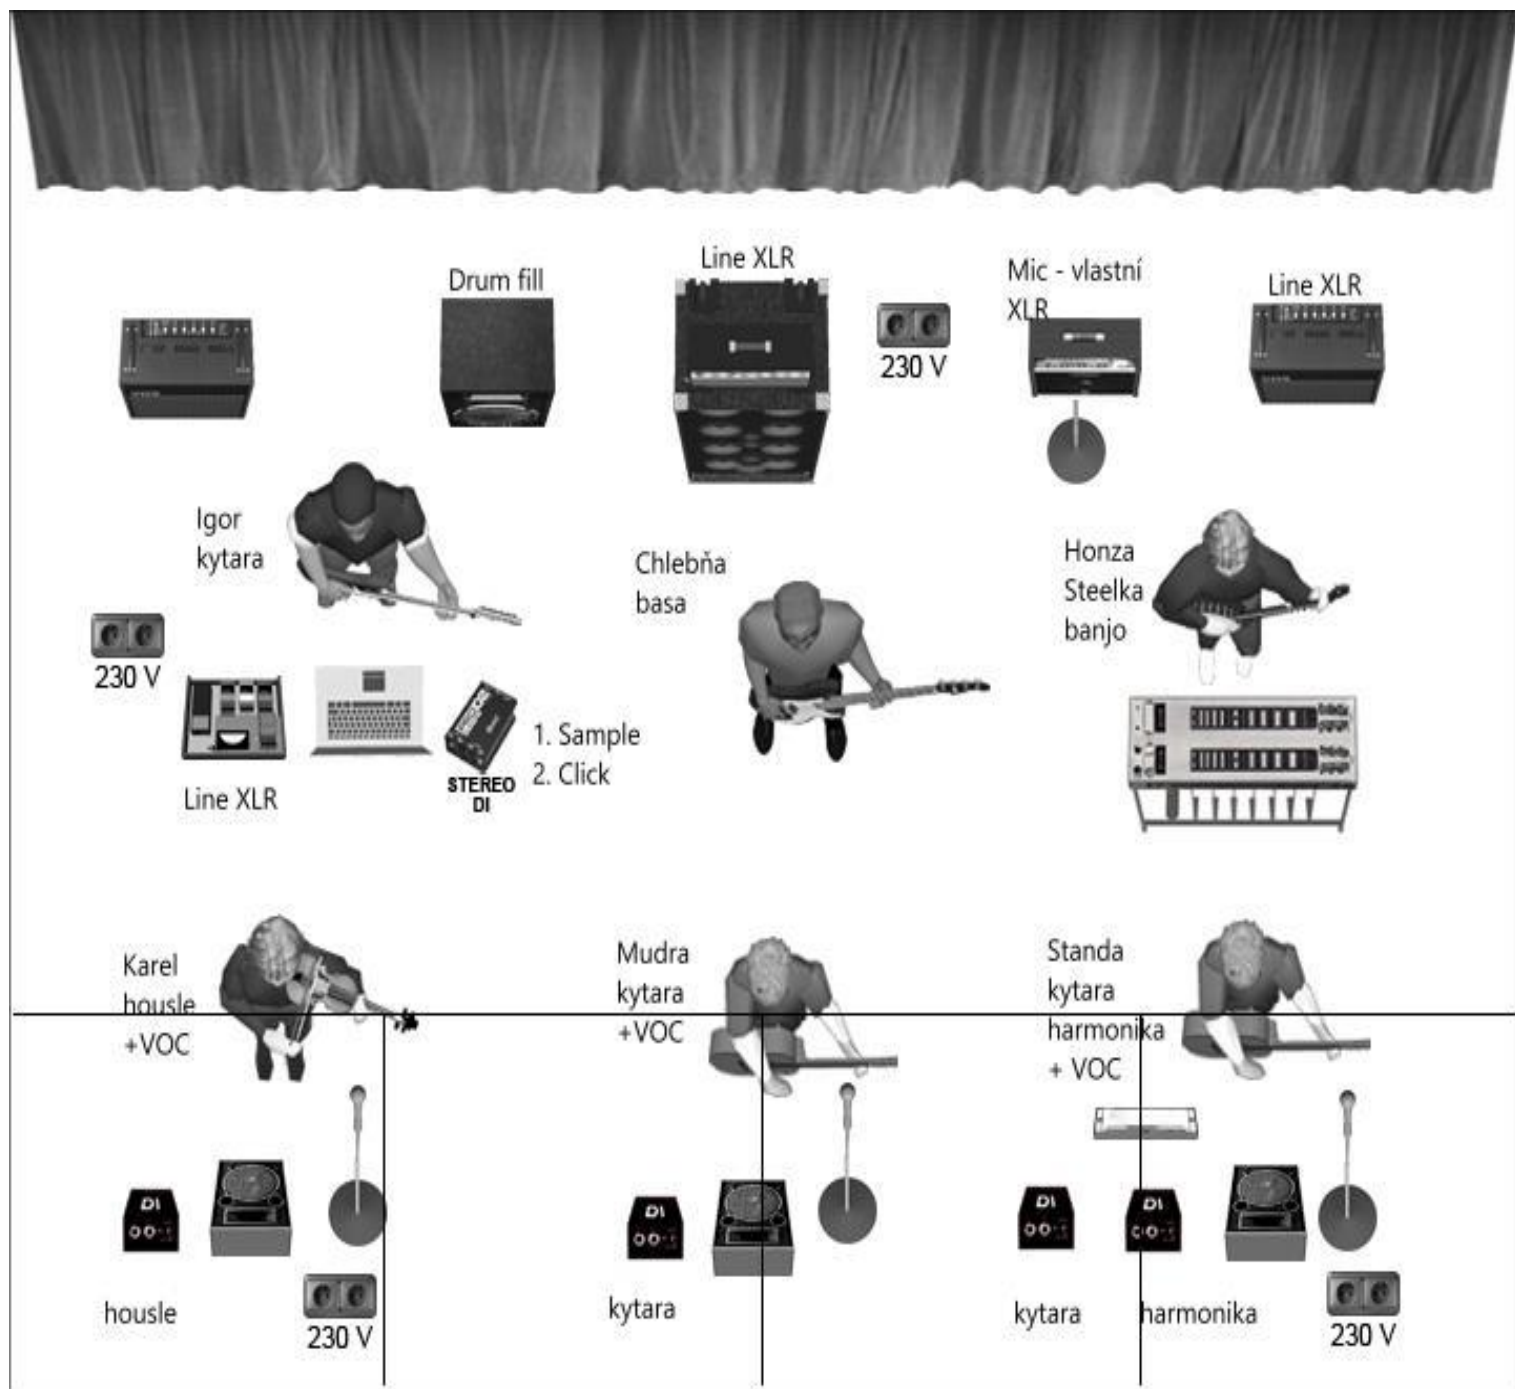 Line XLR
Drum fill
Mic - vlastní
XLR
Line XLR
230 V
Igor
kytara
Chlebňa
basa
Honza
Steelka
banjo
230 V
1. Sample
2. Click
STEREO
DI
Line XLR
Karel
housle
+VOC
Mudra
kytara
+VOC
Standa
kytara
harmonika
+ VOC
DI
DI
DI
DI
housle
230 V
kytara
kytara
harmonika
230 V